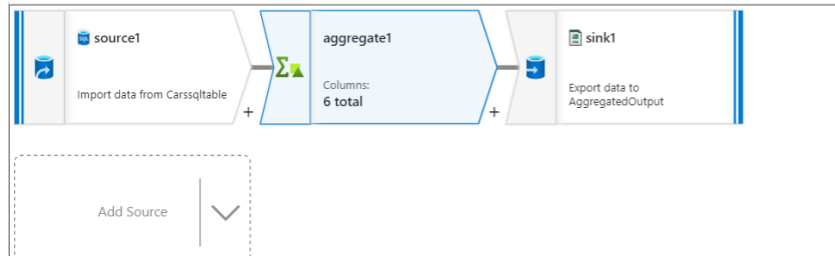 source1
Import data from Carssqltable
+
aggregate1
Columns:
6 total
+
sink1
Export data to
AggregatedOutput
Add Source